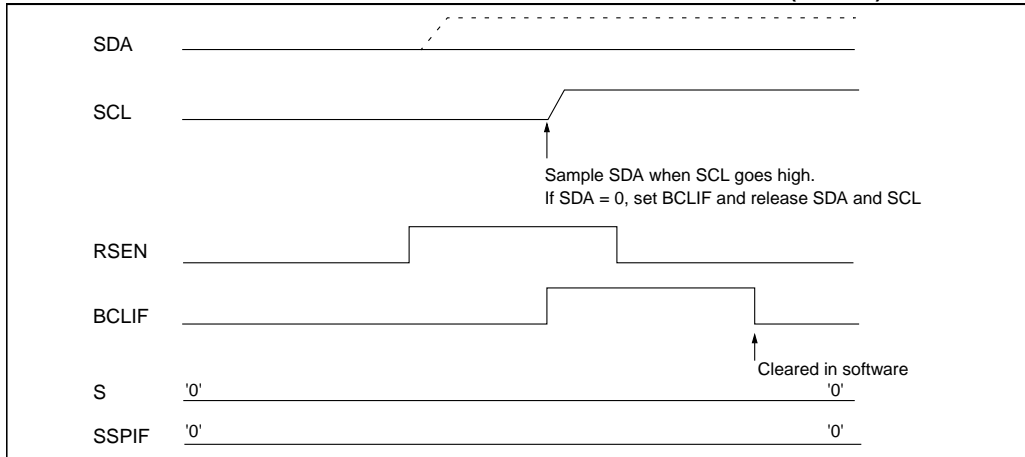 SDA
SCL
Sample SDA when SCL goes high.
If SDA = 0, set BCLIF and release SDA and SCL
RSEN
BCLIF
Cleared in software
S '0' '0'
SSPIF '0' '0'